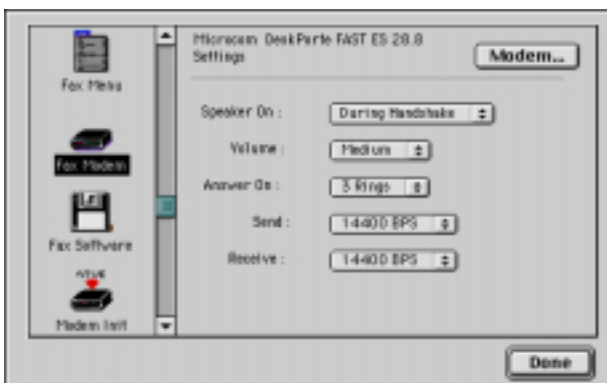 Microcom DeskPorte FAST ES 28.8
Settings
Modem...
Fax Menu
Speaker On : During Handshake
Fax Modem
Volume : Medium
Answer On : 3 Rings
Send : 14400 BPS
Fax Software
Receive : 14400 BPS
Modem Init
Done